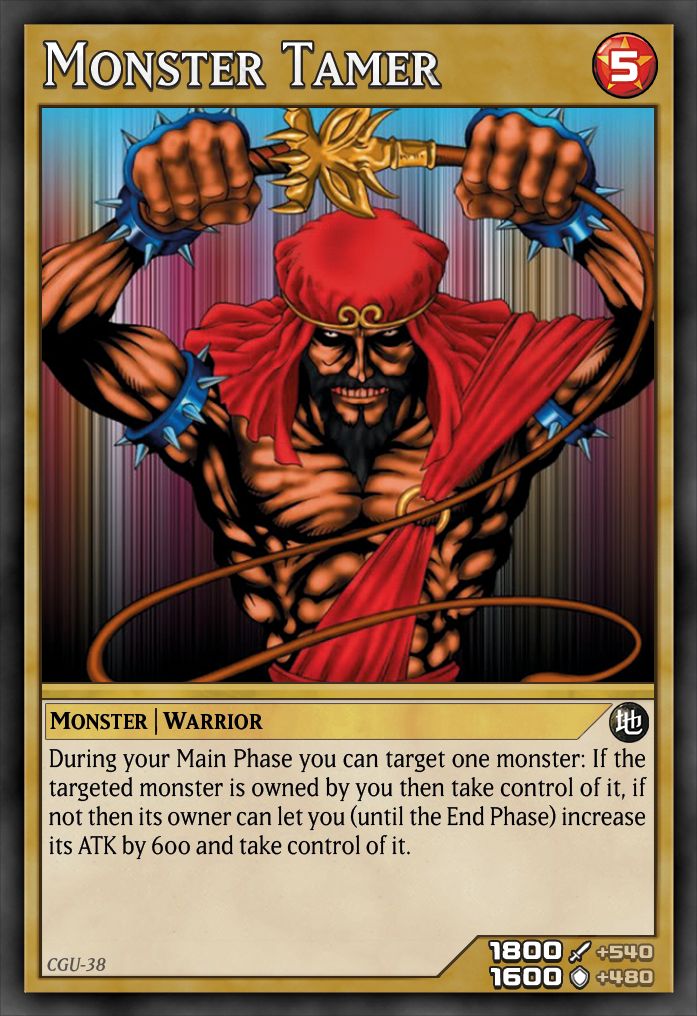 Monster Tamer
5
Monster | Warrior
During your Main Phase you can target one monster: If the
targeted monster is owned by you then take control of it, if
not then its owner can let you (until the End Phase) increase
its ATK by 600 and take control of it.
1800 +540
1600 +480
CGU-38